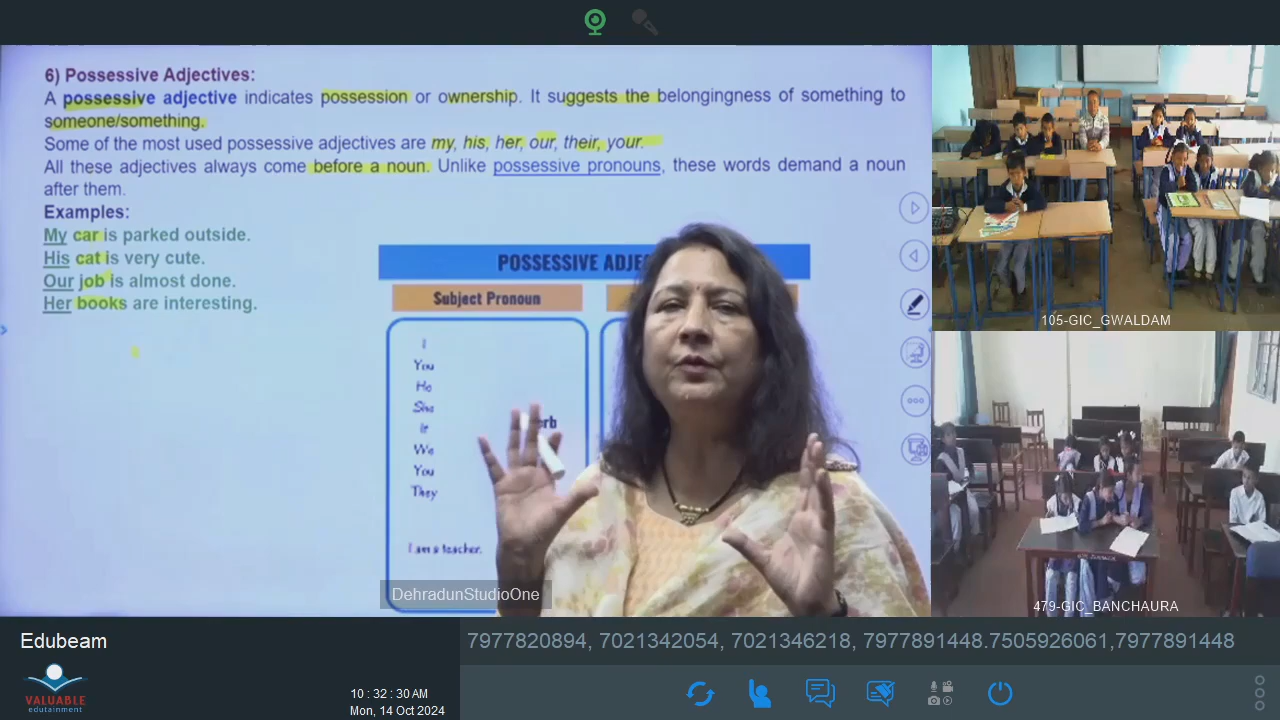 6) Possessive Adjectives:
A possessive adjective indicates possession or ownership. It suggests the belongingness of something to
someone/something.
Some of the most used possessive adjectives are my, his, her, our, their, your.
All these adjectives always come before a noun. Unlike possessive pronouns, these words demand a noun
after them.
Examples:
My car is parked outside.
His cat is very cute.
Our job is almost done.
Her books are interesting.
POSSESSIVE
Subject Pronoun
I
You
He
She
It
We
You
They
I am a teacher.
DehradunStudioOne
105-GIC_GWALDAM
479-GIC_BANCHAURA
Edubeam
VALUABLE
edutainment
10 : 32 : 30 AM
Mon, 14 Oct 2024
7977820894, 7021342054, 7021346218, 7977891448.7505926061,7977891448